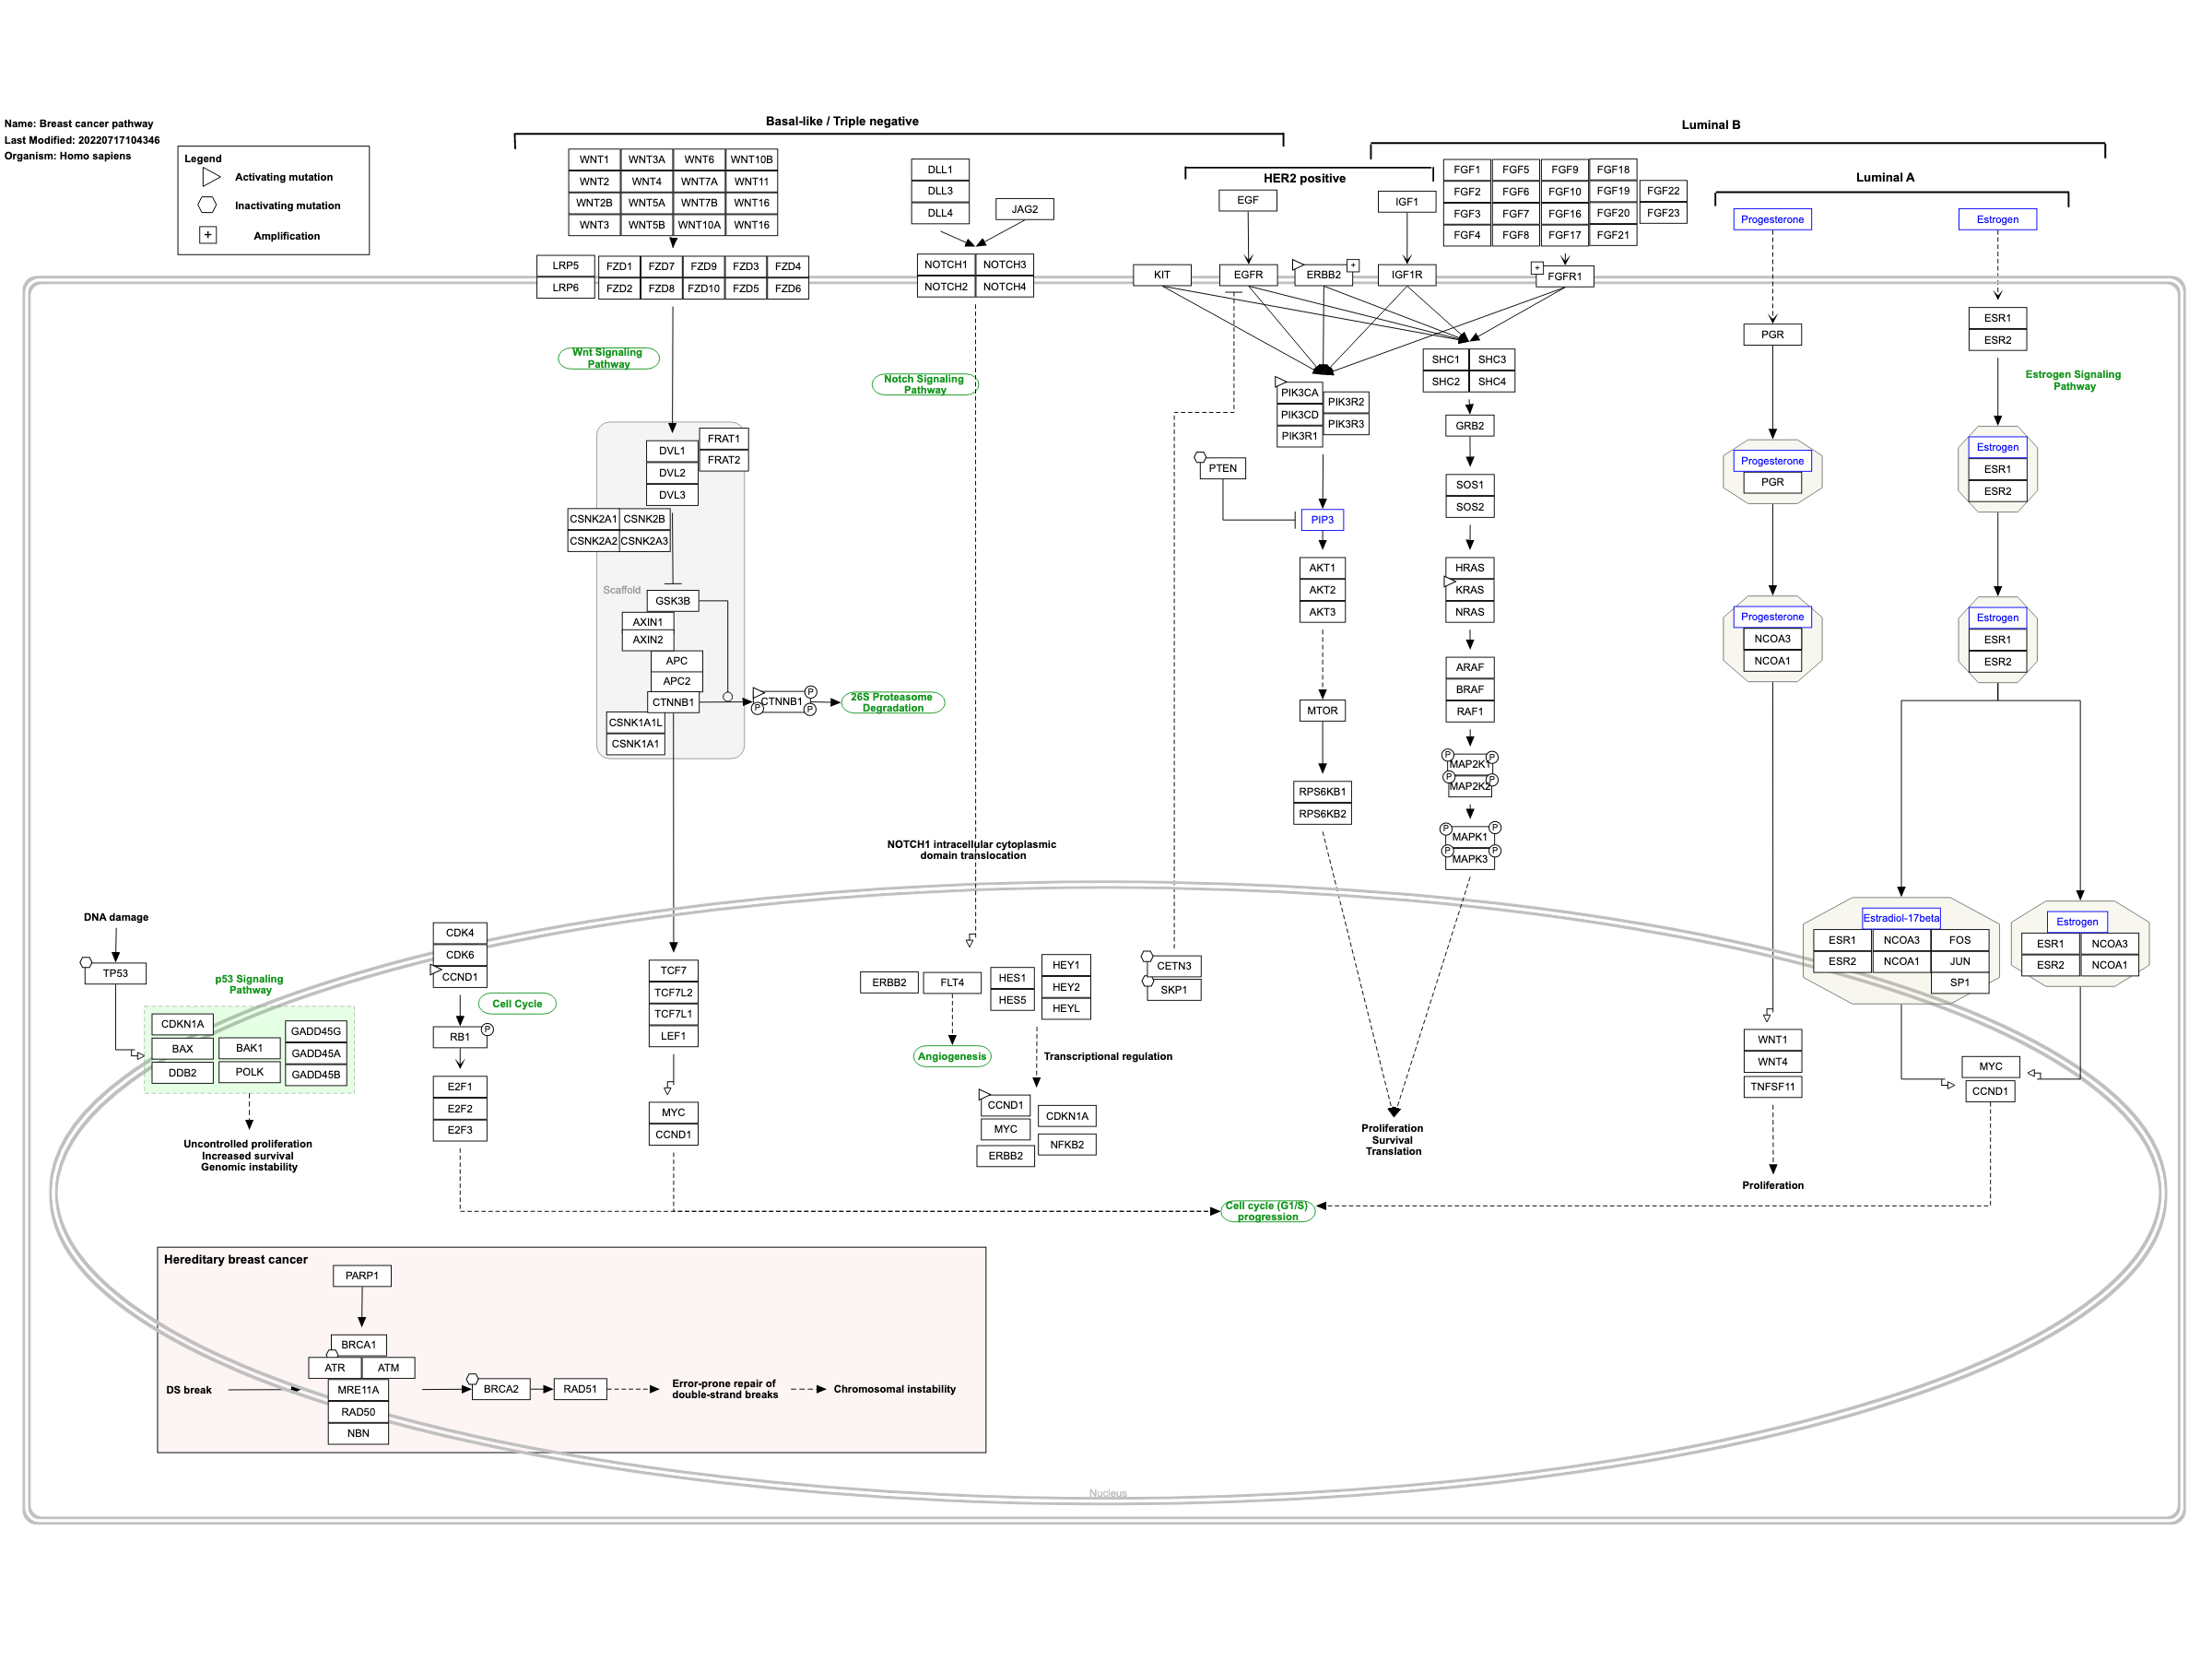 Name: Breast cancer pathway
Last Modified: 20220717104346
Organism: Homo sapiens
Legend
Activating mutation
Inactivating mutation
+ Amplification
Basal-like / Triple negative
Luminal B
HER2 positive
Luminal A
WNT1 WNT3A WNT6 WNT10B
WNT2 WNT4 WNT7A WNT11
WNT2B WNT5A WNT7B WNT16
WNT3 WNT5B WNT10A WNT16
DLL1
DLL3
DLL4
JAG2
EGF
IGF1
FGF1 FGF5 FGF9 FGF18
FGF2 FGF6 FGF10 FGF19 FGF22
FGF3 FGF7 FGF16 FGF20 FGF23
FGF4 FGF8 FGF17 FGF21
Progesterone
Estrogen
LRP5
LRP6
FZD1 FZD7 FZD9 FZD3 FZD4
FZD2 FZD8 FZD10 FZD5 FZD6
NOTCH1 NOTCH3
NOTCH2 NOTCH4
KIT
EGFR
ERBB2 +
IGF1R
+ FGFR1
PGR
ESR1
ESR2
Wnt Signaling
Pathway
Notch Signaling
Pathway
Estrogen Signaling
Pathway
SHC1 SHC3
SHC2 SHC4
PIK3CA
PIK3CD
PIK3R1
PIK3R2
PIK3R3
GRB2
FRAT1
FRAT2
DVL1
DVL2
DVL3
PTEN
SOS1
SOS2
Progesterone
PGR
Estrogen
ESR1
ESR2
CSNK2A1 CSNK2B
CSNK2A2 CSNK2A3
PIP3
Scaffold
GSK3B
AXIN1
AXIN2
APC
APC2
CTNNB1
CSNK1A1L
CSNK1A1
P
CTNNB1
P P
26S Proteasome
Degradation
AKT1
AKT2
AKT3
HRAS
KRAS
NRAS
Progesterone
NCOA3
NCOA1
Estrogen
ESR1
ESR2
MTOR
ARAF
BRAF
RAF1
RPS6KB1
RPS6KB2
P MAP2K1 P
P MAP2K2 P
P MAPK1 P
P MAPK3 P
NOTCH1 intracellular cytoplasmic
domain translocation
DNA damage
TP53
p53 Signaling
Pathway
CDKN1A
BAX
DDB2
BAK1
POLK
GADD45G
GADD45A
GADD45B
Uncontrolled proliferation
Increased survival
Genomic instability
CDK4
CDK6
CCND1
Cell Cycle
RB1 P
E2F1
E2F2
E2F3
TCF7
TCF7L2
TCF7L1
LEF1
MYC
CCND1
ERBB2
FLT4
HES1
HES5
HEY1
HEY2
HEYL
Angiogenesis
Transcriptional regulation
CCND1
MYC
ERBB2
CDKN1A
NFKB2
CETN3
SKP1
Proliferation
Survival
Translation
WNT1
WNT4
TNFSF11
Proliferation
Estradiol-17beta
ESR1 NCOA3 FOS
ESR2 NCOA1 JUN
SP1
Estrogen
ESR1 NCOA3
ESR2 NCOA1
MYC
CCND1
Cell cycle (G1/S)
progression
Hereditary breast cancer
PARP1
BRCA1
ATR ATM
DS break
MRE11A
RAD50
NBN
BRCA2
RAD51
Error-prone repair of
double-strand breaks
Chromosomal instability
Nucleus